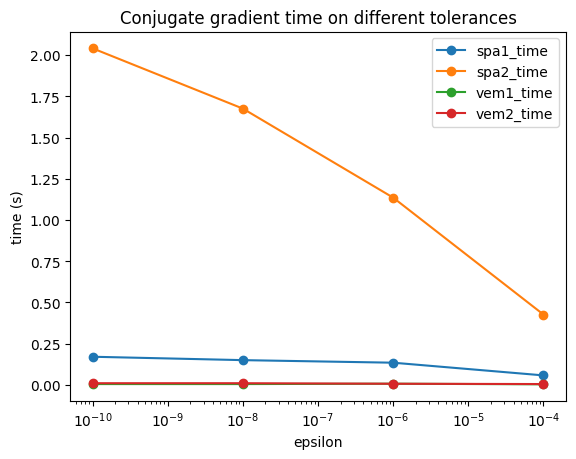 Conjugate gradient time on different tolerances
spa1_time
spa2_time
vem1_time
vem2_time
time (s)
2.00
1.75
1.50
1.25
1.00
0.75
0.50
0.25
0.00
10⁻¹⁰ 10⁻⁹ 10⁻⁸ 10⁻⁷ 10⁻⁶ 10⁻⁵ 10⁻⁴
epsilon